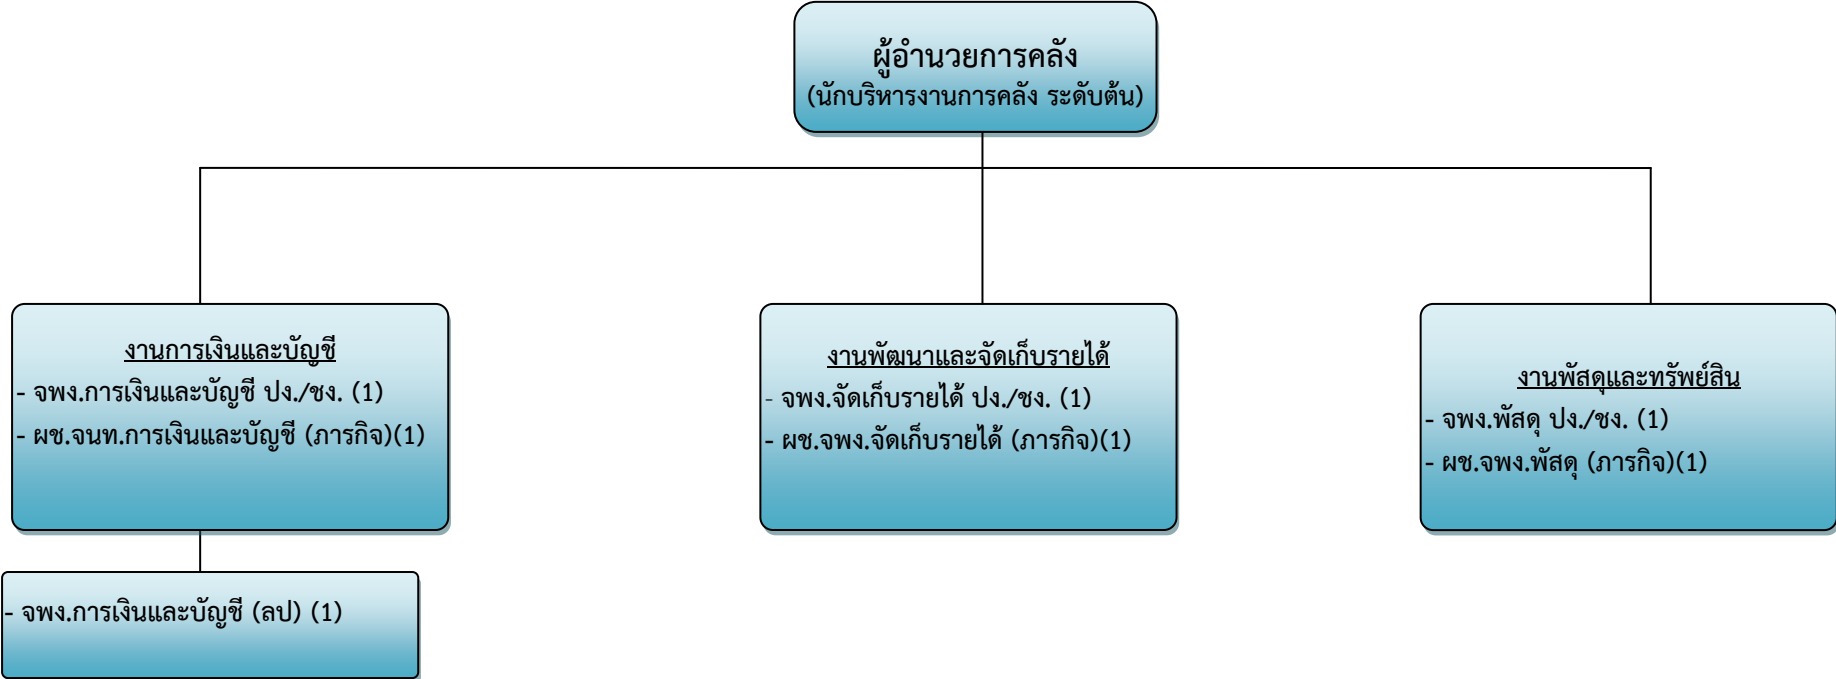 ผู้อำนวยการคลัง
(นักบริหารงานการคลัง ระดับต้น)
งานการเงินและบัญชี
- จพง.การเงินและบัญชี ปง./ชง. (1)
- ผช.จนท.การเงินและบัญชี (ภารกิจ)(1)
- จพง.การเงินและบัญชี (ลป) (1)
งานพัฒนาและจัดเก็บรายได้
- จพง.จัดเก็บรายได้ ปง./ชง. (1)
- ผช.จพง.จัดเก็บรายได้ (ภารกิจ)(1)
งานพัสดุและทรัพย์สิน
- จพง.พัสดุ ปง./ชง. (1)
- ผช.จพง.พัสดุ (ภารกิจ)(1)